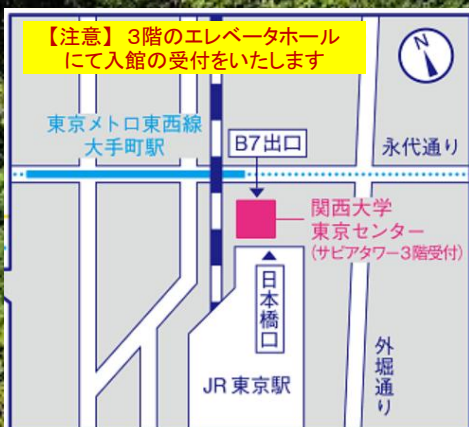 【注意】 3階のエレベータホール
にて入館の受付をいたします
N
東京メトロ東西線
大手町駅
B7出口
永代通り
関西大学
東京センター
(サピアタワー3階受付)
日本橋口
JR東京駅
外堀通り